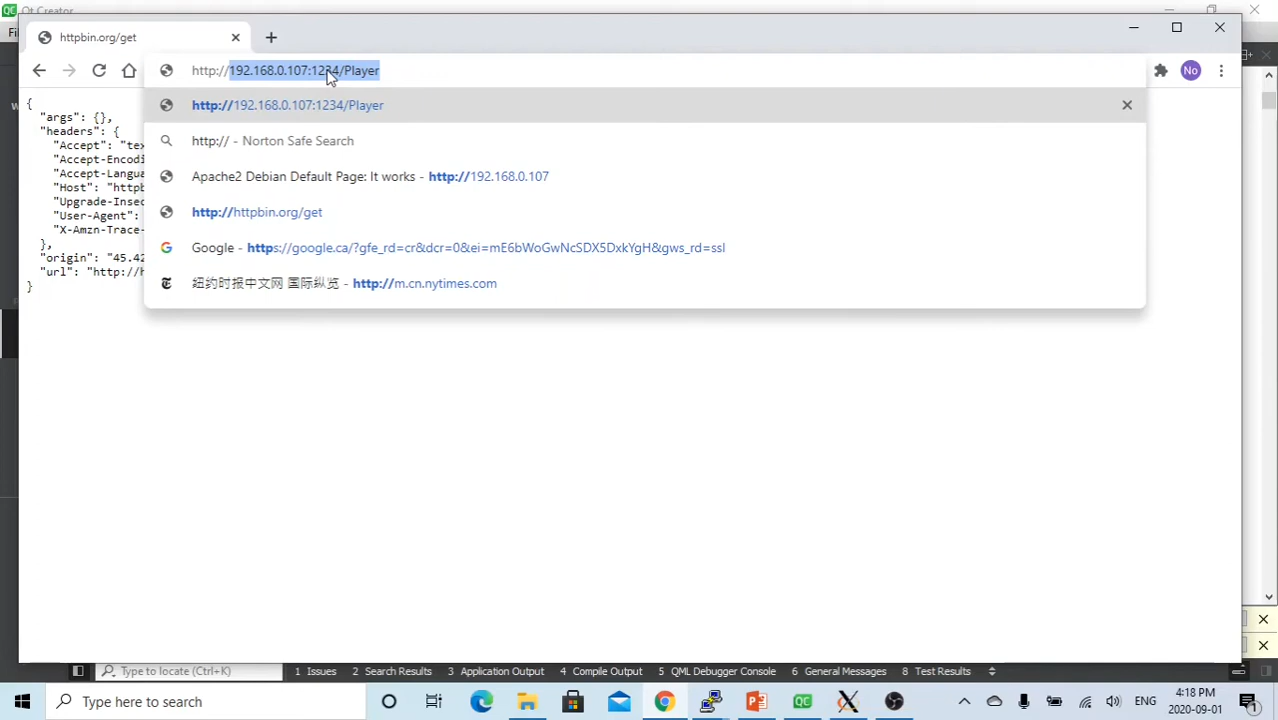 Qt Creator
httpbin.org/get
Fi
http://192.168.0.107:1234/Player
No
http://192.168.0.107:1234/Player
http:// - Norton Safe Search
Apache2 Debian Default Page: It works - http://192.168.0.107
http://httpbin.org/get
Google - https://google.ca/?gfe_rd=cr&dcr=0&ei=mE6bWoGwNcSDX5DxkYgH&gws_rd=ssl
纽约时报中文网 国际纵览 - http://m.cn.nytimes.com
{
"args": {},
"headers": {
"Accept": "tex
"Accept-Encodi
"Accept-Langua
"Host": "httpb
"Upgrade-Insec
"User-Agent":
"X-Amzn-Trace-
},
"origin": "45.42
"url": "http://h
}
Type to locate (Ctrl+K)
1 Issues
2 Search Results
3 Application Output
4 Compile Output
5 QML Debugger Console
6 General Messages
8 Test Results
Type here to search
ENG
4:18 PM
2020-09-01